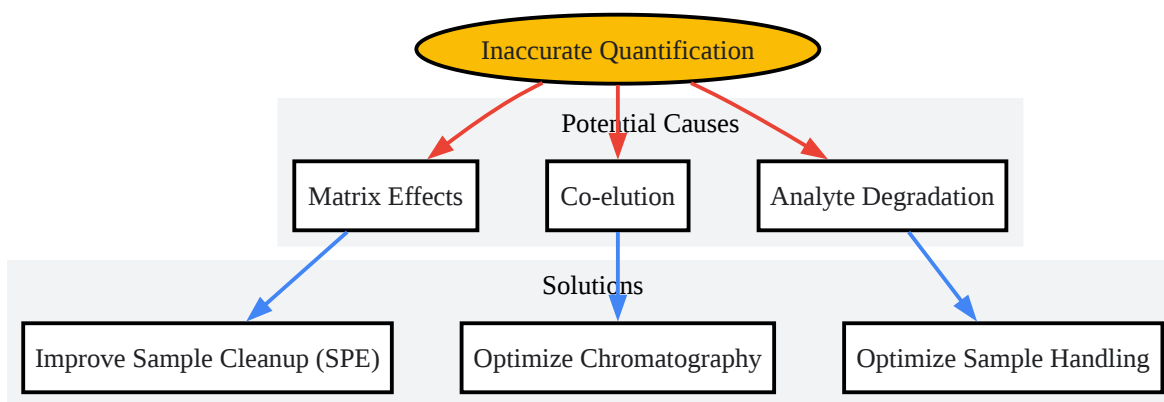 Inaccurate Quantification
Potential Causes
Matrix Effects
Co-elution
Analyte Degradation
Solutions
Improve Sample Cleanup (SPE)
Optimize Chromatography
Optimize Sample Handling